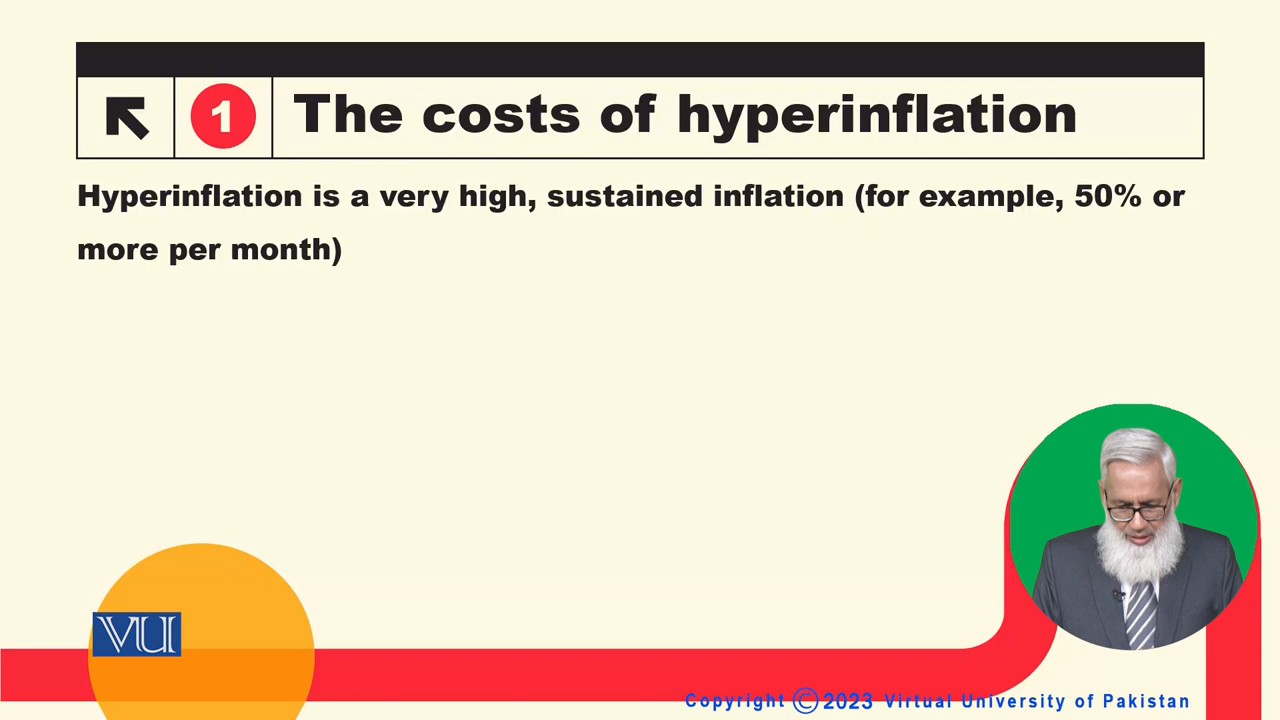 1 The costs of hyperinflation
Hyperinflation is a very high, sustained inflation (for example, 50% or
more per month)
VU
Copyright ©2023 Virtual University of Pakistan